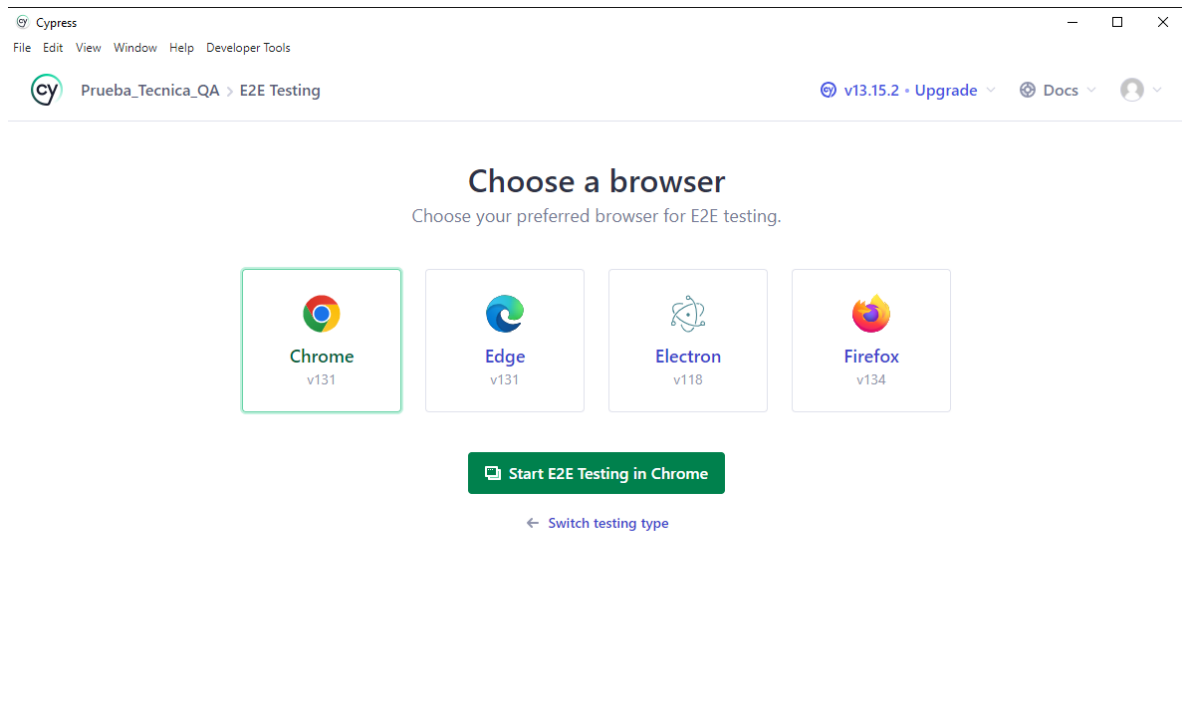 Cypress
File Edit View Window Help Developer Tools
cy Prueba_Tecnica_QA > E2E Testing cy v13.15.2 • Upgrade Docs
Choose a browser
Choose your preferred browser for E2E testing.
Chrome Edge Electron Firefox
v131 v131 v118 v134
Start E2E Testing in Chrome
← Switch testing type